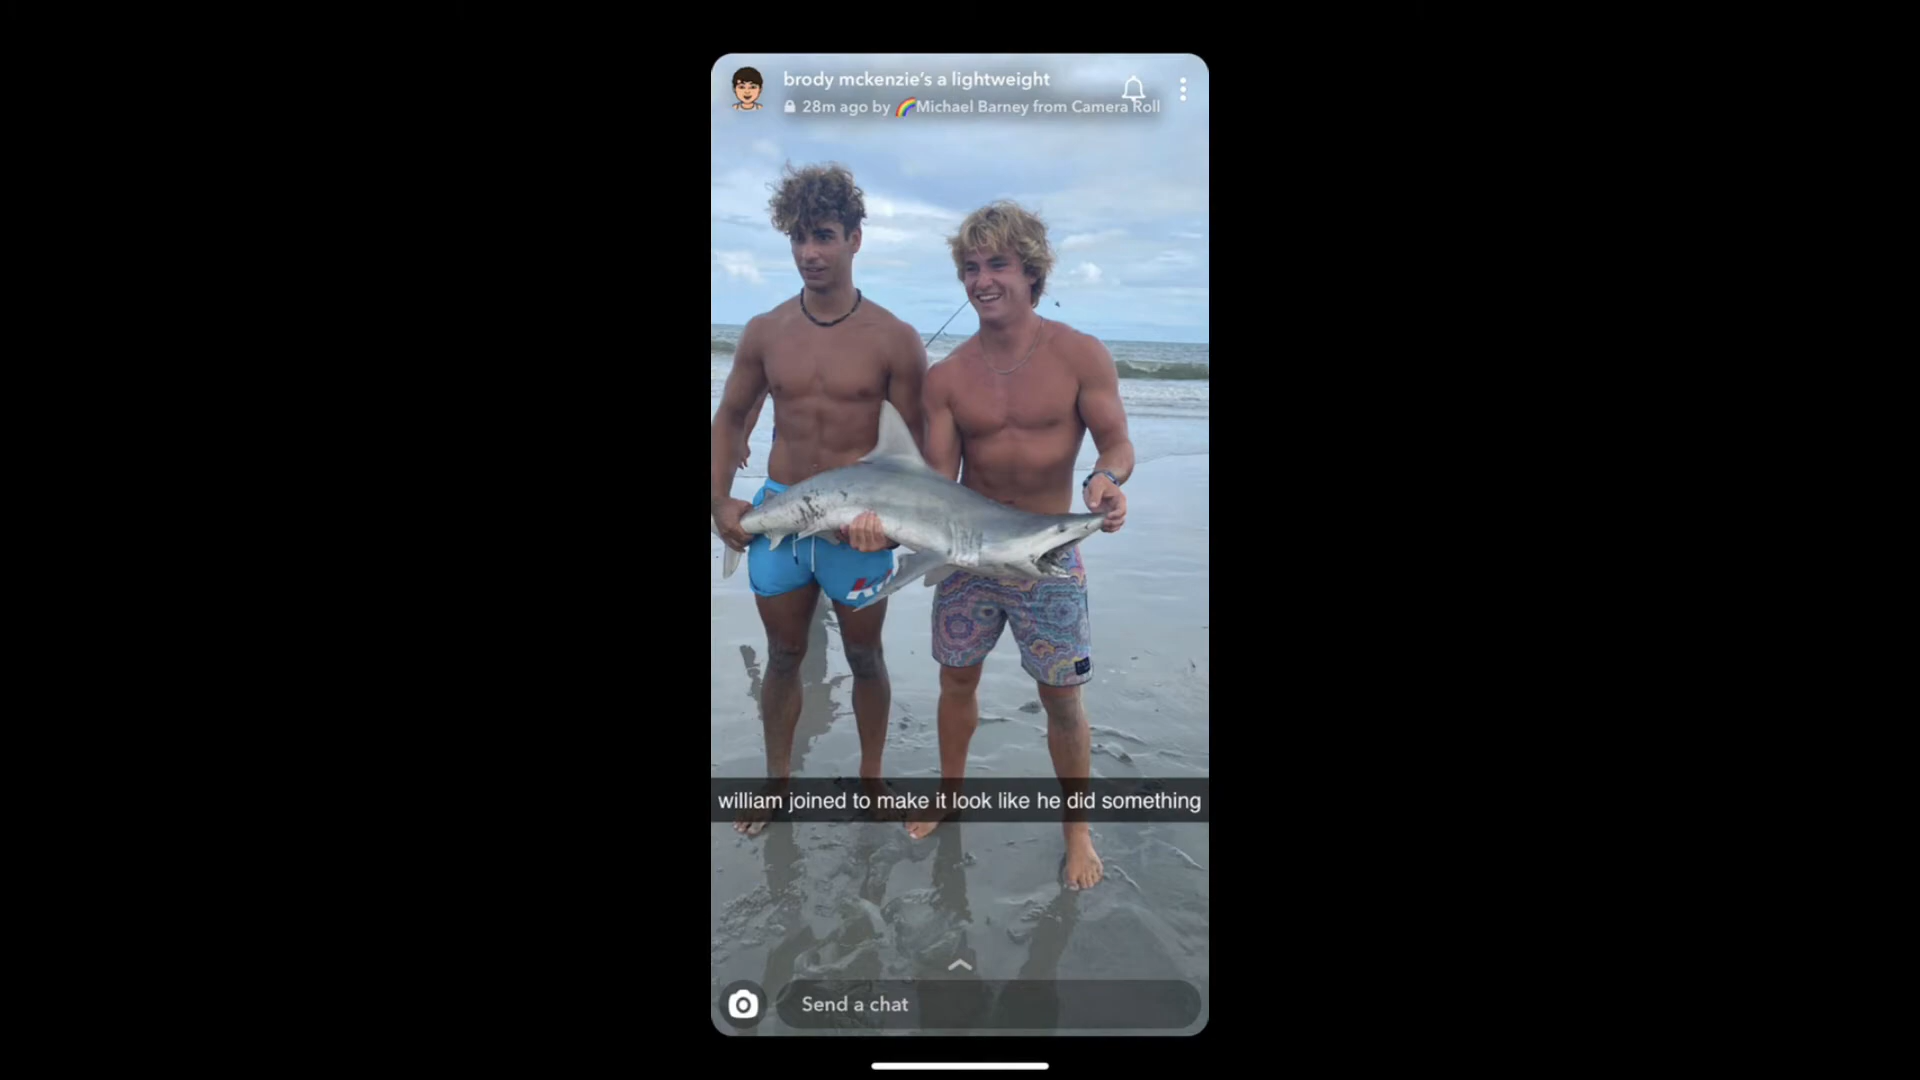 brody mckenzie’s a lightweight
28m ago by 🌈Michael Barney from Camera Roll
william joined to make it look like he did something
Send a chat